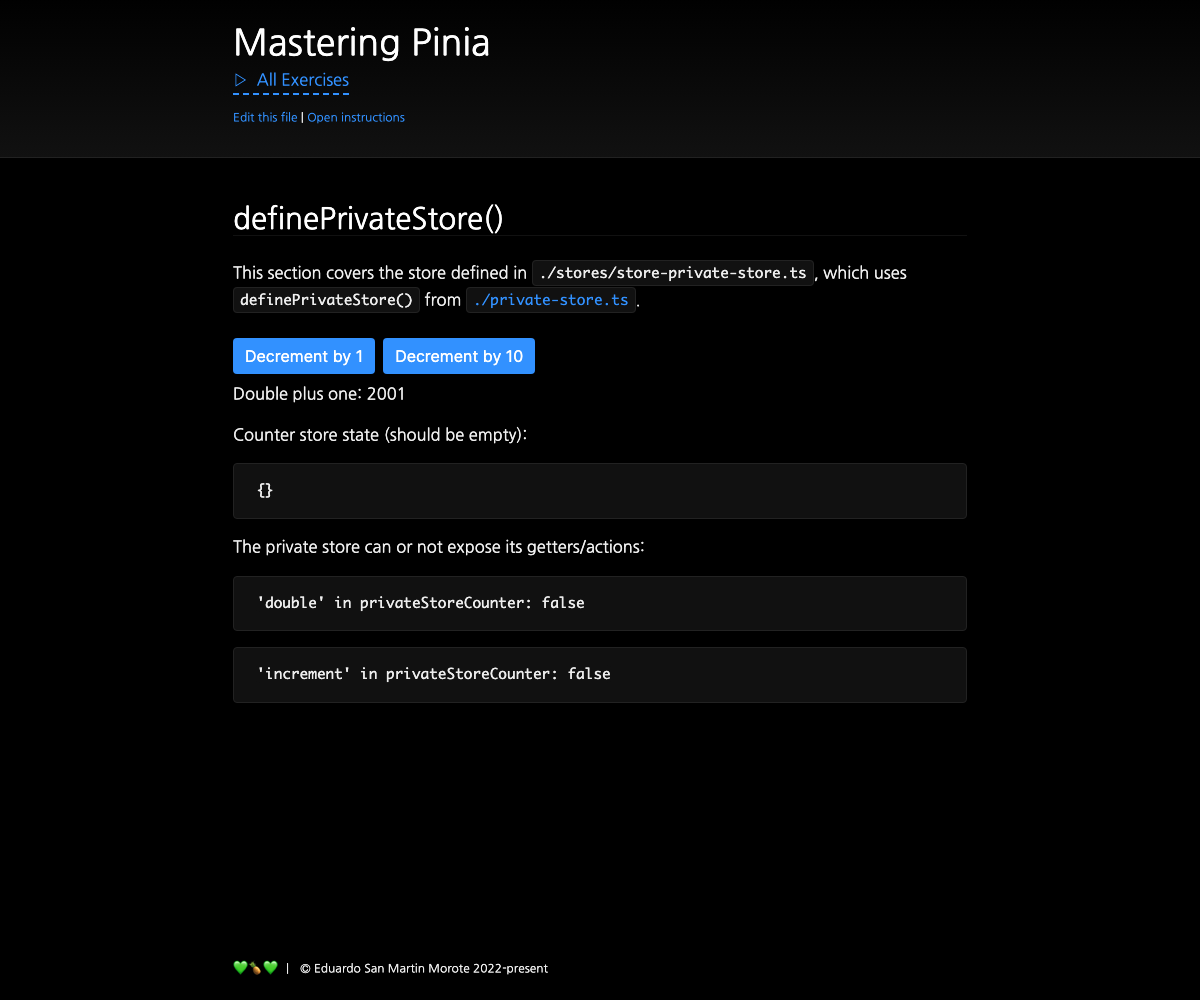 Mastering Pinia
▷ All Exercises
Edit this file | Open instructions
definePrivateStore()
This section covers the store defined in ./stores/store-private-store.ts, which uses
definePrivateStore() from ./private-store.ts.
Decrement by 1 Decrement by 10
Double plus one: 2001
Counter store state (should be empty):
{}
The private store can or not expose its getters/actions:
'double' in privateStoreCounter: false
'increment' in privateStoreCounter: false
💚🍍💚 | © Eduardo San Martin Morote 2022-present